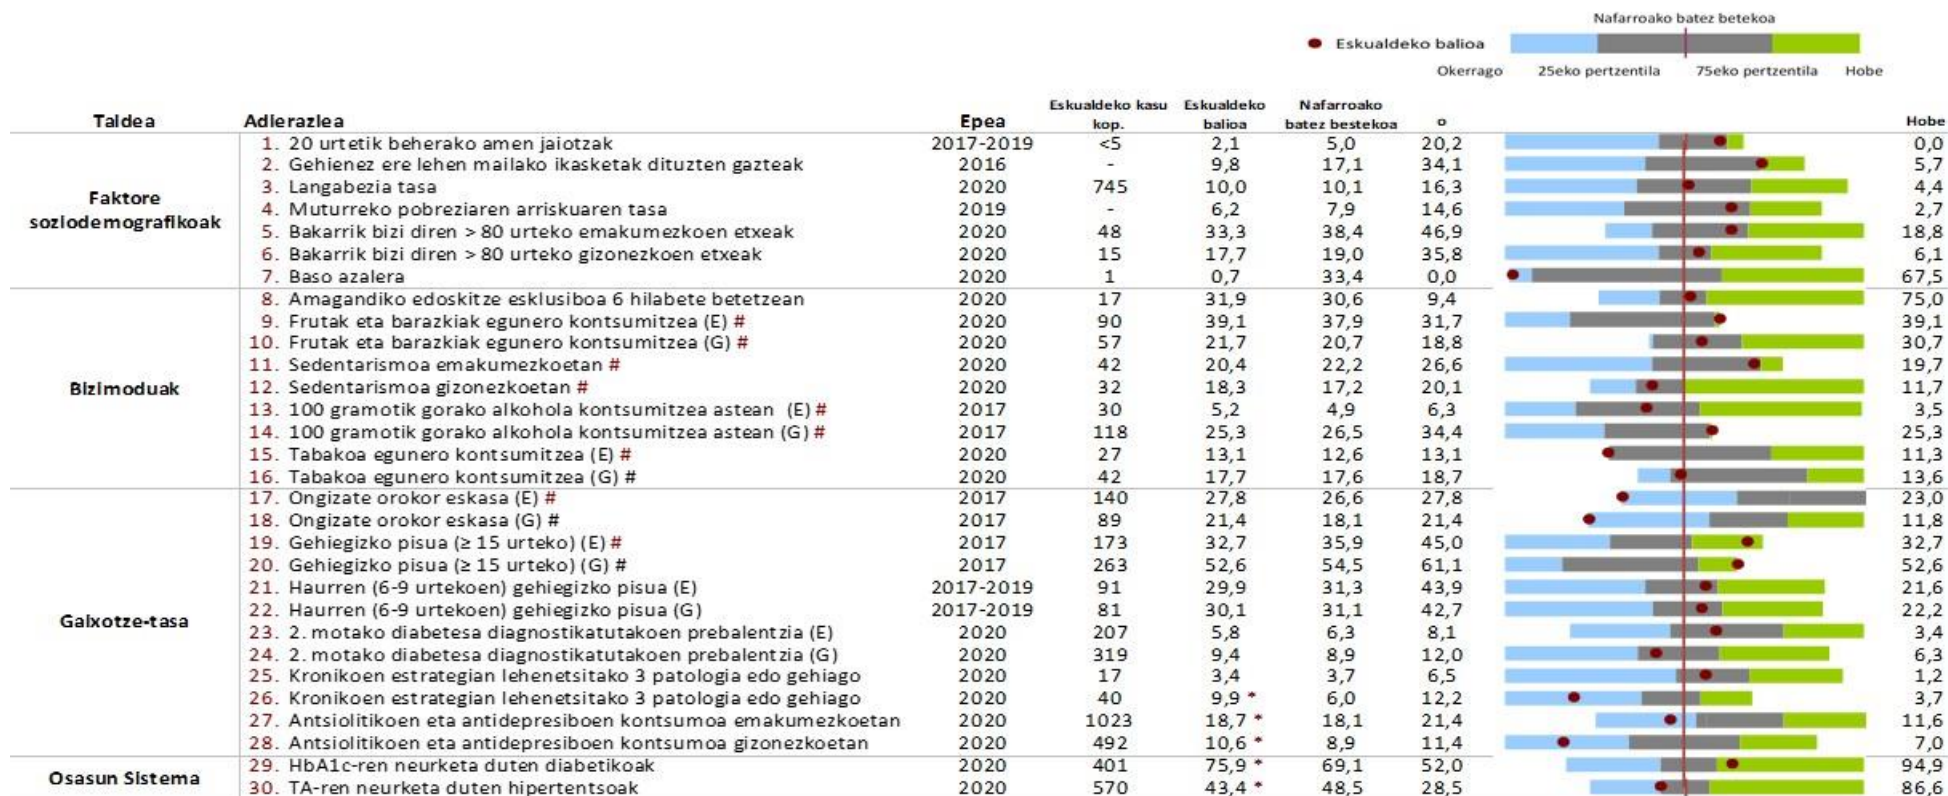 Nafarroako batez betekoa
Eskualdeko balioa
Okerrago 25eko pertzentila 75eko pertzentila Hobe
Taldea Adlerazlea Epea Eskualdeko kasu kop. Eskualdeko balioa Nafarroako batez bestekoa o Hobe
Faktore soziodemografikoak
1. 20 urtetik beherako amen jaiotzak 2017-2019 <5 2,1 5,0 20,2 0,0
2. Gehienez ere lehen mailako ikasketak dituzten gazteak 2016 - 9,8 17,1 34,1 5,7
3. Langabezia tasa 2020 745 10,0 10,1 16,3 4,4
4. Muturreko pobreziaren arriskuaren tasa 2019 - 6,2 7,9 14,6 2,7
5. Bakarrik bizi diren > 80 urteko emakumezkoen etxeak 2020 48 33,3 38,4 46,9 18,8
6. Bakarrik bizi diren > 80 urteko gizonezkoen etxeak 2020 15 17,7 19,0 35,8 6,1
7. Baso azalera 2020 1 0,7 33,4 0,0 67,5
Bizimoduak
8. Amagandiko edoskitze esklusiboa 6 hilabete betetzean 2020 17 31,9 30,6 9,4 75,0
9. Frutak eta barazkiak egunero kontsumitzea (E) # 2020 90 39,1 37,9 31,7 39,1
10. Frutak eta barazkiak egunero kontsumitzea (G) # 2020 57 21,7 20,7 18,8 30,7
11. Sedentarismoa emakumezkoetan # 2020 42 20,4 22,2 26,6 19,7
12. Sedentarismoa gizonezkoetan # 2020 32 18,3 17,2 20,1 11,7
13. 100 gramotik gorako alkohola kontsumitzea astean (E) # 2017 30 5,2 4,9 6,3 3,5
14. 100 gramotik gorako alkohola kontsumitzea astean (G) # 2017 118 25,3 26,5 34,4 25,3
15. Tabakoa egunero kontsumitzea (E) # 2020 27 13,1 12,6 13,1 11,3
16. Tabakoa egunero kontsumitzea (G) # 2020 42 17,7 17,6 18,7 13,6
Galxotze-tasa
17. Ongizate orokor eskasa (E) # 2017 140 27,8 26,6 27,8 23,0
18. Ongizate orokor eskasa (G) # 2017 89 21,4 18,1 21,4 11,8
19. Gehiegizko pisua (≥ 15 urteko) (E) # 2017 173 32,7 35,9 45,0 32,7
20. Gehiegizko pisua (≥ 15 urteko) (G) # 2017 263 52,6 54,5 61,1 52,6
21. Haurren (6-9 urtekoen) gehiegizko pisua (E) 2017-2019 91 29,9 31,3 43,9 21,6
22. Haurren (6-9 urtekoen) gehiegizko pisua (G) 2017-2019 81 30,1 31,1 42,7 22,2
23. 2. motako diabetesa diagnostikatutakoen prebalentzia (E) 2020 207 5,8 6,3 8,1 3,4
24. 2. motako diabetesa diagnostikatutakoen prebalentzia (G) 2020 319 9,4 8,9 12,0 6,3
25. Kronikoen estrategian lehenetsitako 3 patologia edo gehiago 2020 17 3,4 3,7 6,5 1,2
26. Kronikoen estrategian lehenetsitako 3 patologia edo gehiago 2020 40 9,9 * 6,0 12,2 3,7
27. Antsiolitikoen eta antidepresiboen kontsumoa emakumezkoetan 2020 1023 18,7 * 18,1 21,4 11,6
28. Antsiolitikoen eta antidepresiboen kontsumoa gizonezkoetan 2020 492 10,6 * 8,9 11,4 7,0
Osasun Sistema
29. HbA1c-ren neurketa duten diabetikoak 2020 401 75,9 * 69,1 52,0 94,9
30. TA-ren neurketa duten hipertentsoak 2020 570 43,4 * 48,5 28,5 86,6